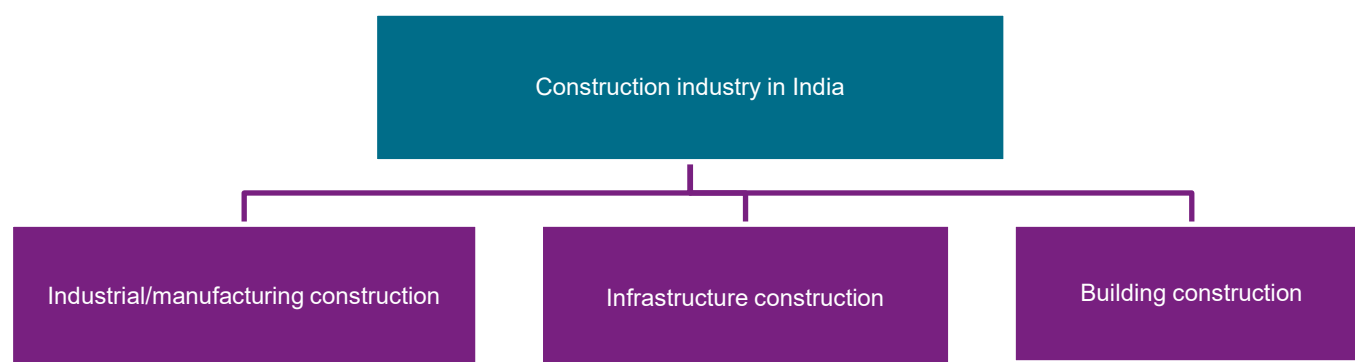 Construction industry in India
Industrial/manufacturing construction
Infrastructure construction
Building construction